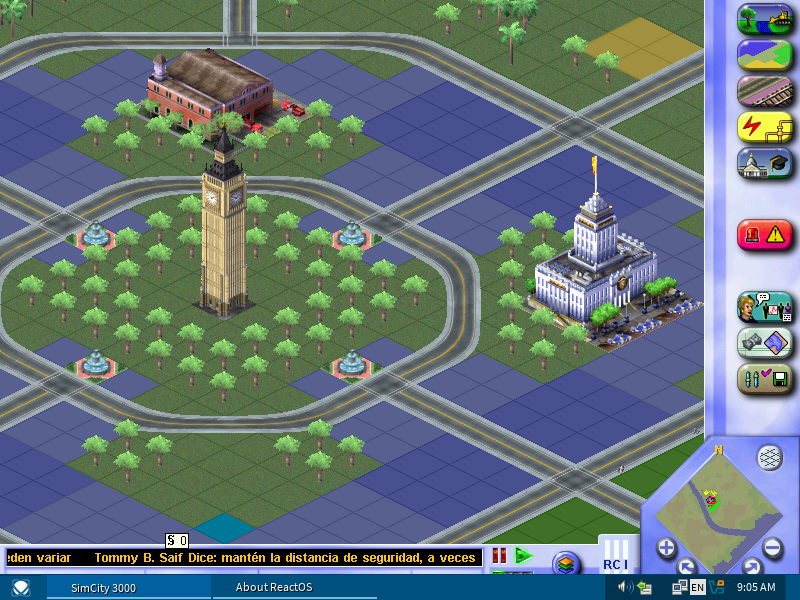 N
§ 0
eden variar Tommy B. Saif Dice: mantén la distancia de seguridad, a veces
RCI
SimCity 3000
About ReactOS
EN
9:05 AM